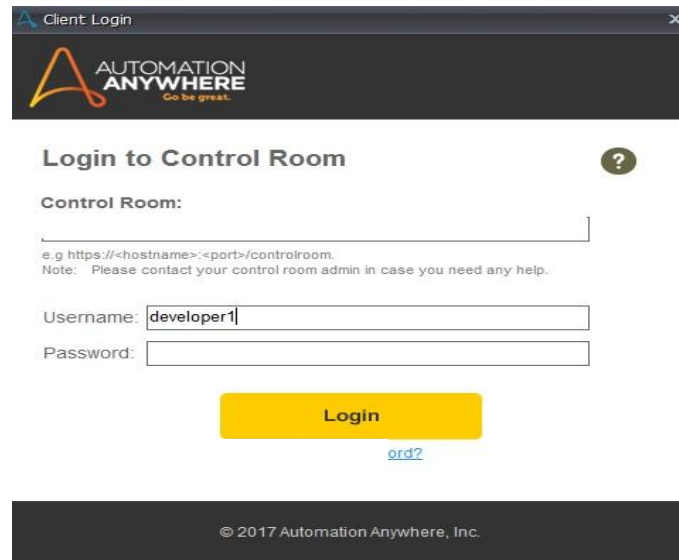 Client Login
AUTOMATION
ANYWHERE
Go be great.
Login to Control Room
?
Control Room:
e.g https://<hostname>:<port>/controlroom.
Note: Please contact your control room admin in case you need any help.
Username: developer1
Password:
Login
ord?
© 2017 Automation Anywhere, Inc.